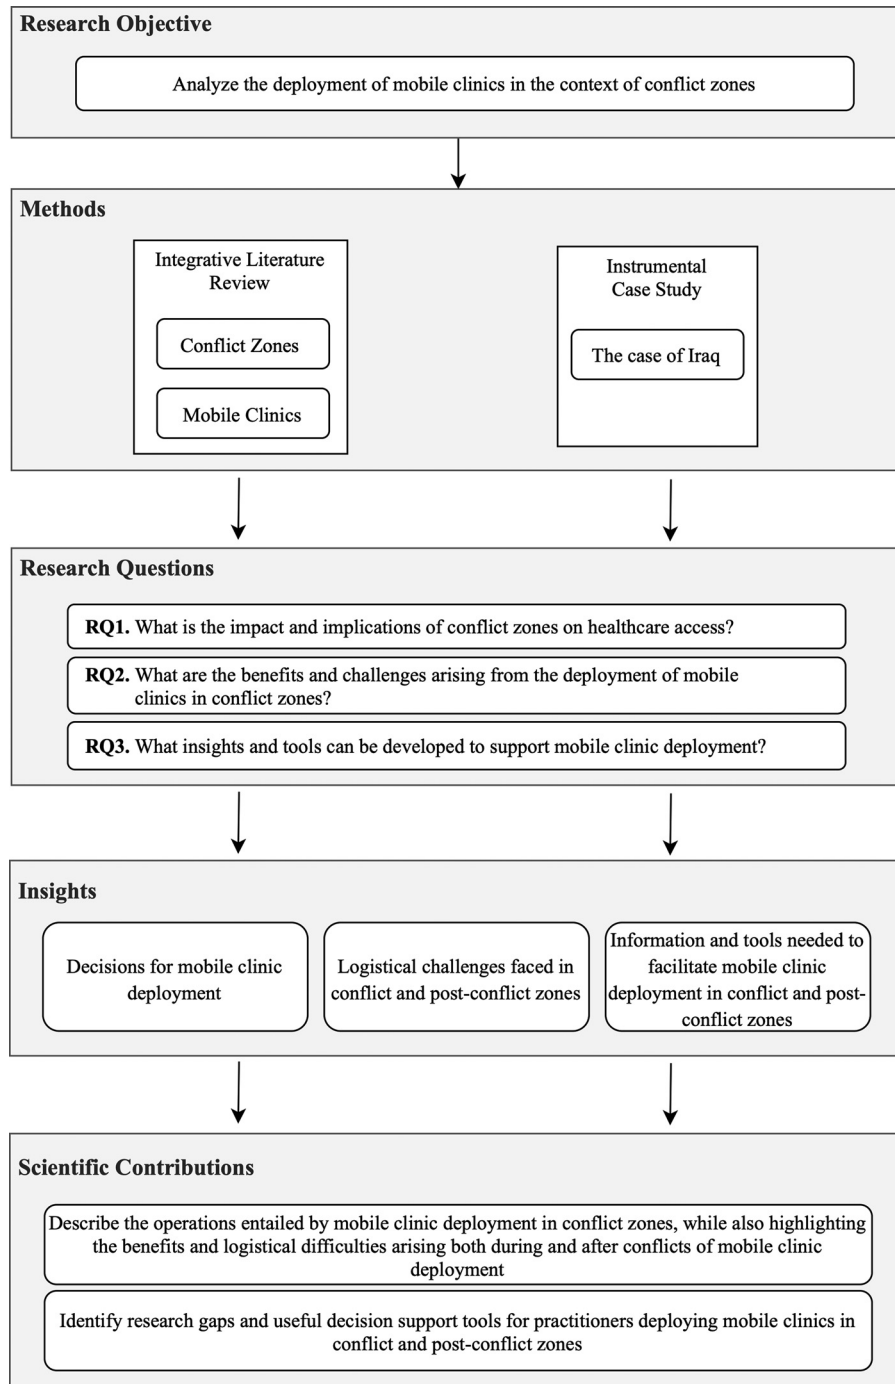 Research Objective
Analyze the deployment of mobile clinics in the context of conflict zones
Methods
Integrative Literature
Review
Conflict Zones
Mobile Clinics
Instrumental
Case Study
The case of Iraq
Research Questions
RQ1. What is the impact and implications of conflict zones on healthcare access?
RQ2. What are the benefits and challenges arising from the deployment of mobile
clinics in conflict zones?
RQ3. What insights and tools can be developed to support mobile clinic deployment?
Insights
Decisions for mobile clinic
deployment
Logistical challenges faced in
conflict and post-conflict zones
Information and tools needed to
facilitate mobile clinic
deployment in conflict and post-
conflict zones
Scientific Contributions
Describe the operations entailed by mobile clinic deployment in conflict zones, while also highlighting
the benefits and logistical difficulties arising both during and after conflicts of mobile clinic
deployment
Identify research gaps and useful decision support tools for practitioners deploying mobile clinics in
conflict and post-conflict zones